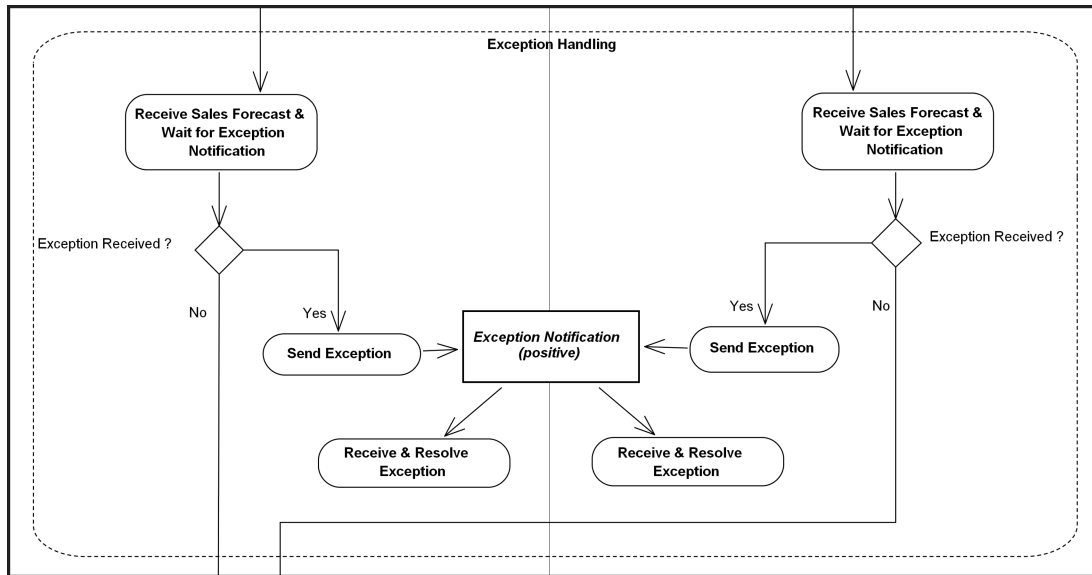 Exception Handling
Receive Sales Forecast &
Wait for Exception
Notification
Receive Sales Forecast &
Wait for Exception
Notification
Exception Received ?
Exception Received ?
No
Yes
Yes
No
Send Exception
Exception Notification
(positive)
Send Exception
Receive & Resolve
Exception
Receive & Resolve
Exception